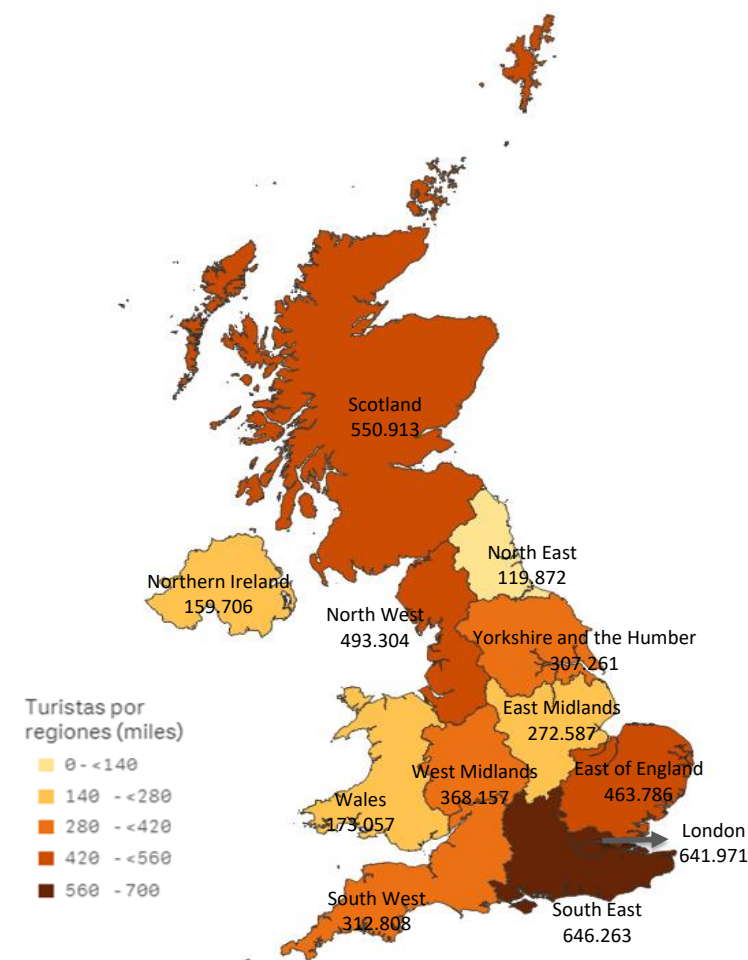 Scotland
550.913
North East
119.872
Northern Ireland
159.706
North West
493.304
Yorkshire and the Humber
307.261
East Midlands
272.587
West Midlands
368.157
East of England
463.786
Wales
173.057
London
641.971
South West
312.808
South East
646.263
Turistas por
regiones (miles)
0-<140
140 -<280
280 -<420
420 -<560
560 -700